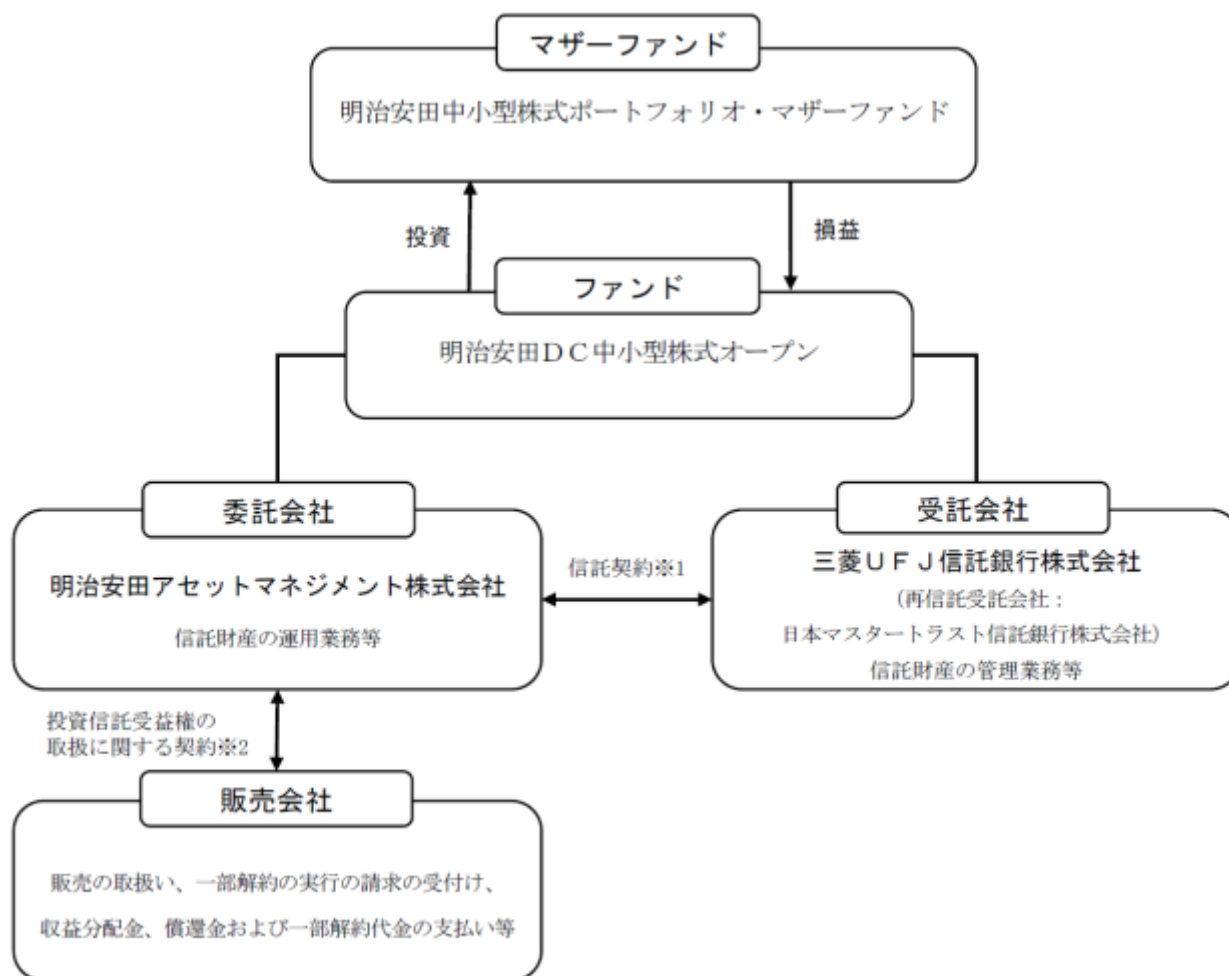 マザーファンド
明治安田中小型株式ポートフォリオ・マザーファンド
投資
損益
ファンド
明治安田DC中小型株式オープン
委託会社
明治安田アセットマネジメント株式会社
信託財産の運用業務等
信託契約※1
受託会社
三菱UFJ信託銀行株式会社
(再信託受託会社：
日本マスタートラスト信託銀行株式会社)
信託財産の管理業務等
投資信託受益権の
取扱に関する契約※2
販売会社
販売の取扱い、一部解約の実行の請求の受付け、
収益分配金、償還金および一部解約代金の支払い等